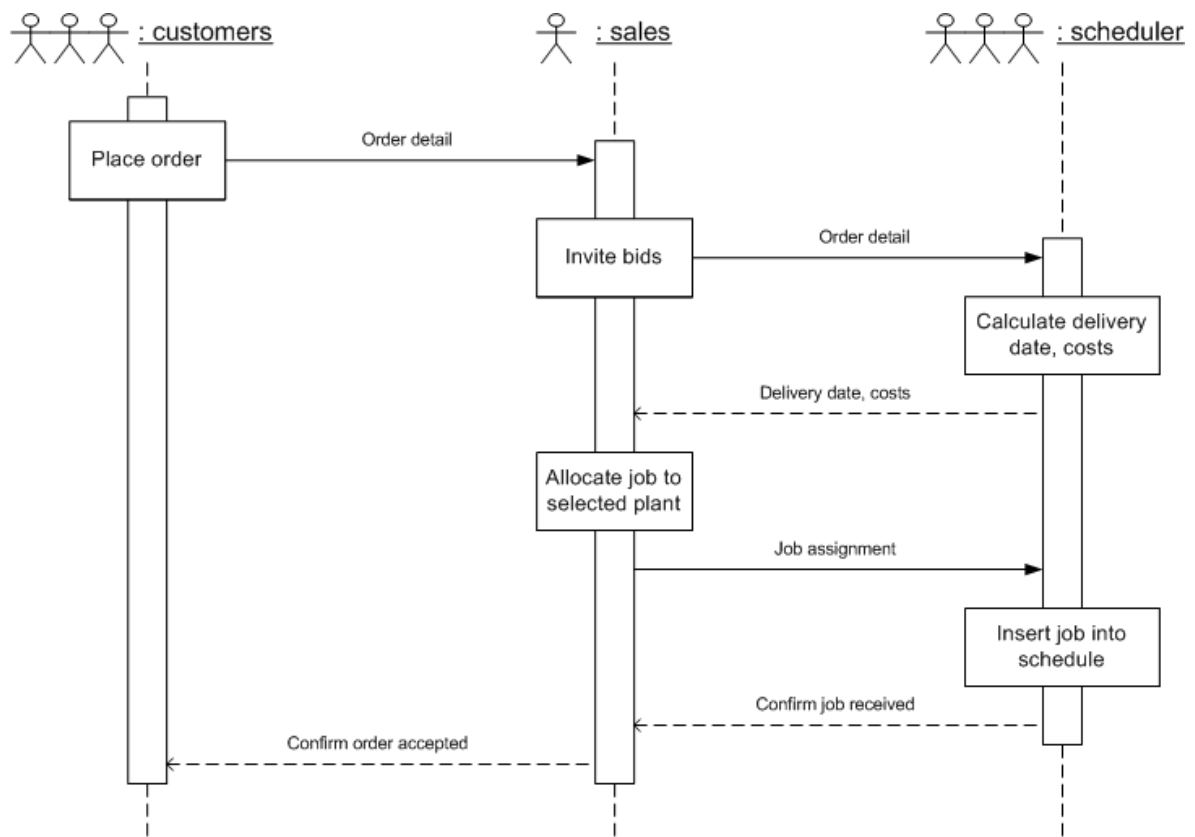 : customers
: sales
: scheduler
Order detail
Place order
Order detail
Invite bids
Calculate delivery
date, costs
Delivery date, costs
Allocate job to
selected plant
Job assignment
Insert job into
schedule
Confirm job received
Confirm order accepted